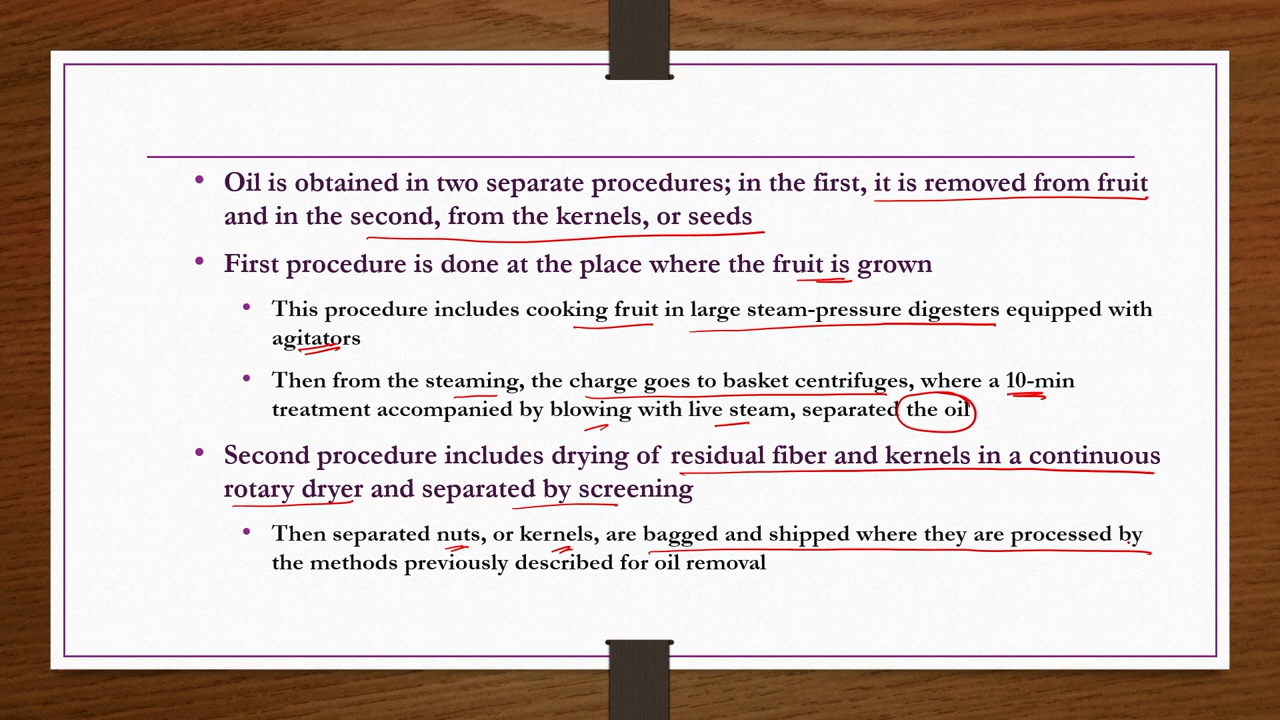 • Oil is obtained in two separate procedures; in the first, it is removed from fruit
and in the second, from the kernels, or seeds
• First procedure is done at the place where the fruit is grown
• This procedure includes cooking fruit in large steam-pressure digesters equipped with
agitators
• Then from the steaming, the charge goes to basket centrifuges, where a 10-min
treatment accompanied by blowing with live steam, separated the oil
• Second procedure includes drying of residual fiber and kernels in a continuous
rotary dryer and separated by screening
• Then separated nuts, or kernels, are bagged and shipped where they are processed by
the methods previously described for oil removal